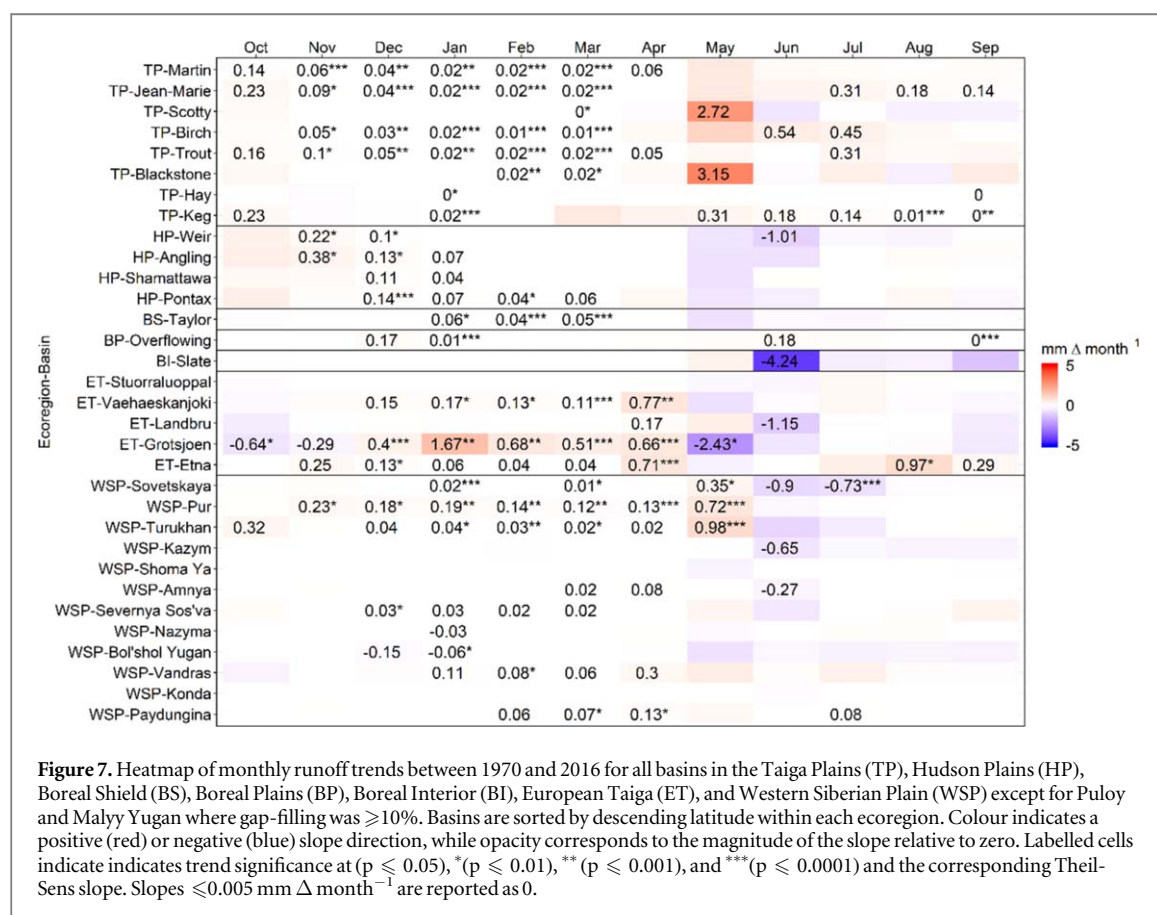 Oct Nov Dec Jan Feb Mar Apr May Jun Jul Aug Sep
TP-Martin 0.14 0.06*** 0.04** 0.02** 0.02*** 0.02*** 0.06
TP-Jean-Marie 0.23 0.09* 0.04*** 0.02*** 0.02*** 0.02*** 0.31 0.18 0.14
TP-Scotty 0* 2.72
TP-Birch 0.05* 0.03** 0.02*** 0.01*** 0.01*** 0.54 0.45
TP-Trout 0.16 0.1* 0.05** 0.02** 0.02*** 0.02*** 0.05 0.31
TP-Blackstone 0.02** 0.02* 3.15
TP-Hay 0* 0
TP-Keg 0.23 0.02*** 0.31 0.18 0.14 0.01*** 0**
HP-Weir 0.22* 0.1* -1.01
HP-Angling 0.38* 0.13* 0.07
HP-Shamattawa 0.11 0.04
HP-Pontax 0.14*** 0.07 0.04* 0.06
BS-Taylor 0.06* 0.04*** 0.05***
BP-Overflowing 0.17 0.01*** 0.18 0***
BI-Slate -4.24
ET-Stuorraluoppal
ET-Vaehaeskanjoki 0.15 0.17* 0.13* 0.11*** 0.77**
ET-Landbru 0.17 -1.15
ET-Grotsjoen -0.64* -0.29 0.4*** 1.67** 0.68** 0.51*** 0.66*** -2.43*
ET-Etna 0.25 0.13* 0.06 0.04 0.04 0.71*** 0.97* 0.29
WSP-Sovetskaya 0.02*** 0.01* 0.35* -0.9 -0.73***
WSP-Pur 0.23* 0.18* 0.19** 0.14** 0.12** 0.13*** 0.72***
WSP-Turukhan 0.32 0.04 0.04* 0.03** 0.02* 0.02 0.98***
WSP-Kazym -0.65
WSP-Shoma Ya
WSP-Amnya 0.02 0.08 -0.27
WSP-Severnya Sos'va 0.03* 0.03 0.02 0.02
WSP-Nazyma -0.03
WSP-Bol'shol Yugan -0.15 -0.06*
WSP-Vandras 0.11 0.08* 0.06 0.3
WSP-Konda
WSP-Paydungina 0.06 0.07* 0.13* 0.08
Ecoregion-Basin
mm Δ month 1
5
0
-5
Figure 7. Heatmap of monthly runoff trends between 1970 and 2016 for all basins in the Taiga Plains (TP), Hudson Plains (HP),
Boreal Shield (BS), Boreal Plains (BP), Boreal Interior (BI), European Taiga (ET), and Western Siberian Plain (WSP) except for Puloy
and Malyy Yugan where gap-filling was ⩾10%. Basins are sorted by descending latitude within each ecoregion. Colour indicates a
positive (red) or negative (blue) slope direction, while opacity corresponds to the magnitude of the slope relative to zero. Labelled cells
indicate indicates trend significance at (p ⩽ 0.05), *(p ⩽ 0.01), **(p ⩽ 0.001), and ***(p ⩽ 0.0001) and the corresponding Theil-
Sens slope. Slopes ⩽0.005 mm Δ month⁻¹ are reported as 0.